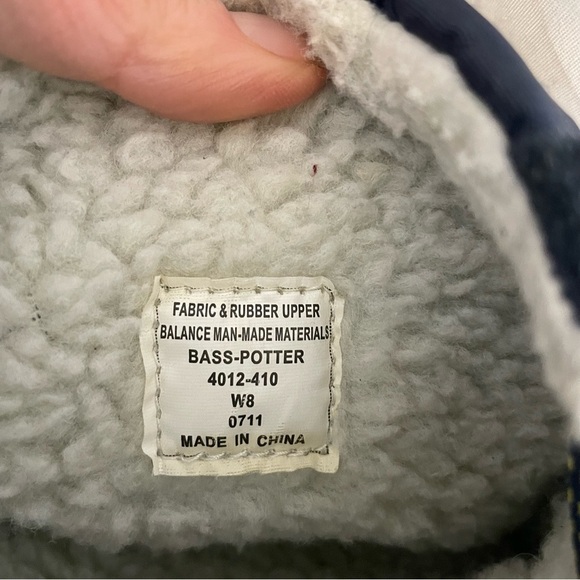 FABRIC & RUBBER UPPER
BALANCE MAN-MADE MATERIALS
BASS-POTTER
4012-410
W8
0711
MADE IN CHINA